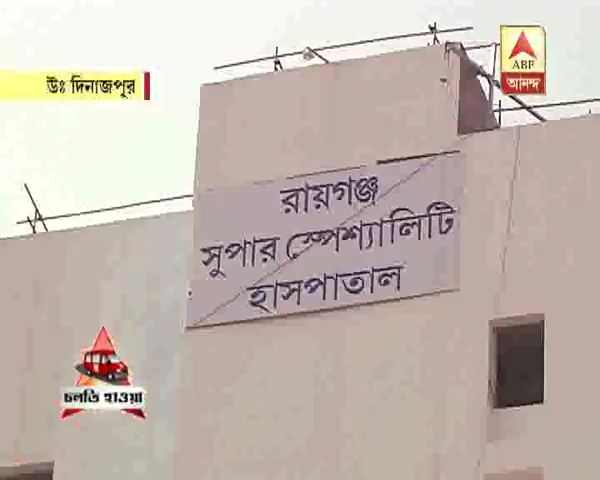 উঃ দিনাজপুর
ABP
আনন্দ
রায়গঞ্জ
সুপার স্পেশ্যালিটি
হাসপাতাল
চলতি হাওয়া